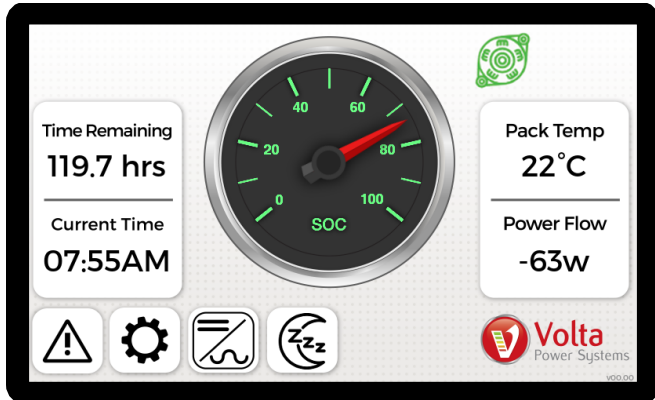 Time Remaining
119.7 hrs
Current Time
07:55AM
0
20
40
60
80
100
SOC
Pack Temp
22°C
Power Flow
-63w
zzz
Volta
Power Systems
v00.00